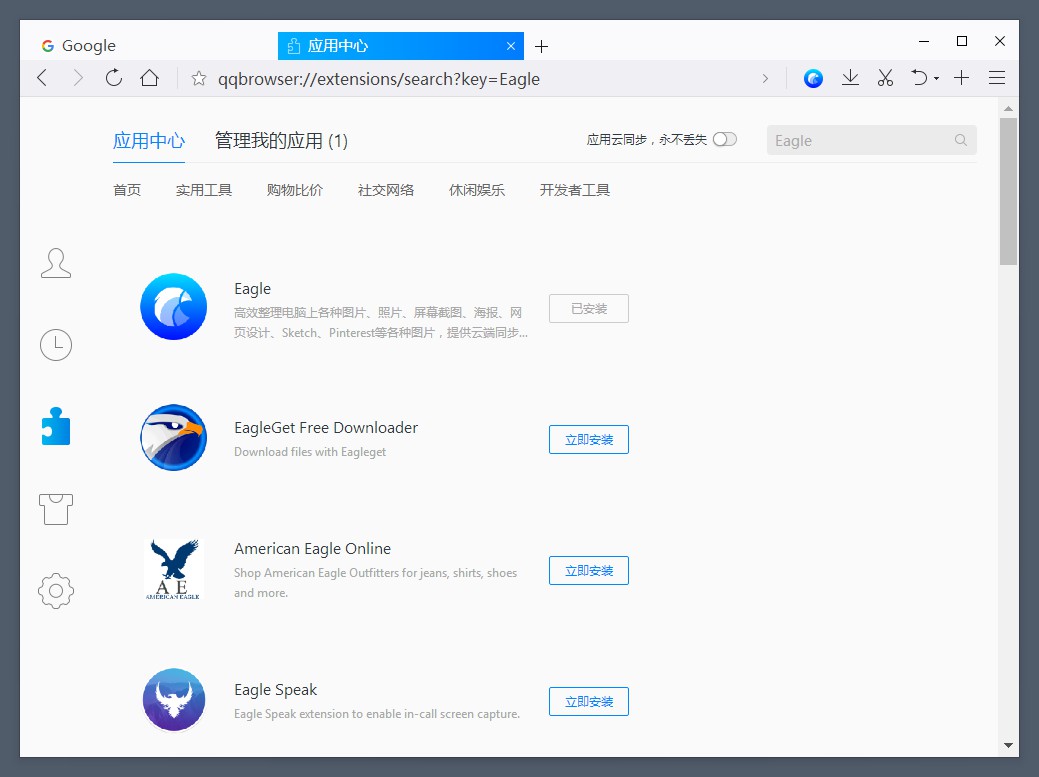 Google
应用中心
qqbrowser://extensions/search?key=Eagle
应用中心
管理我的应用 (1)
应用云同步，永不丢失
Eagle
首页
实用工具
购物比价
社交网络
休闲娱乐
开发者工具
Eagle
高效整理电脑上各种图片、照片、屏幕截图、海报、网
页设计、Sketch、Pinterest等各种图片，提供云端同步...
已安装
EagleGet Free Downloader
Download files with Eagleget
立即安装
American Eagle Online
Shop American Eagle Outfitters for jeans, shirts, shoes
and more.
A E
AMERICAN EAGLE
立即安装
Eagle Speak
Eagle Speak extension to enable in-call screen capture.
立即安装